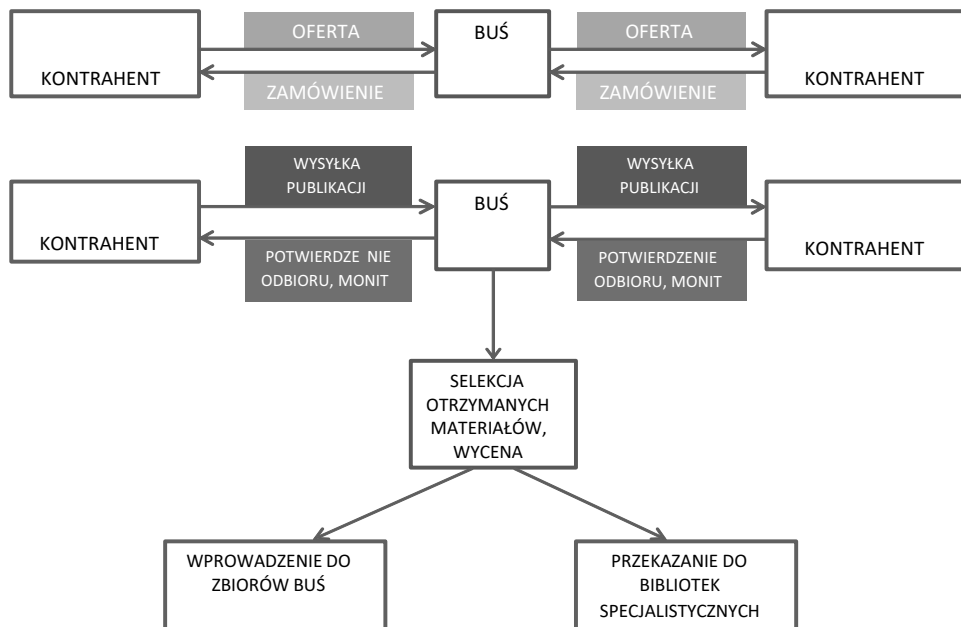 OFERTA
BUŚ
OFERTA
KONTRAHENT
ZAMÓWIENIE
ZAMÓWIENIE
KONTRAHENT
WYSYŁKA
PUBLIKACJI
BUŚ
WYSYŁKA
PUBLIKACJI
KONTRAHENT
POTWIERDZE NIE
ODBIORU, MONIT
POTWIERDZENIE
ODBIORU, MONIT
KONTRAHENT
SELEKCJA
OTRZYMANYCH
MATERIAŁÓW,
WYCENA
WPROWADZENIE DO
ZBIORÓW BUŚ
PRZEKAZANIE DO
BIBLIOTEK
SPECJALISTYCZNYCH